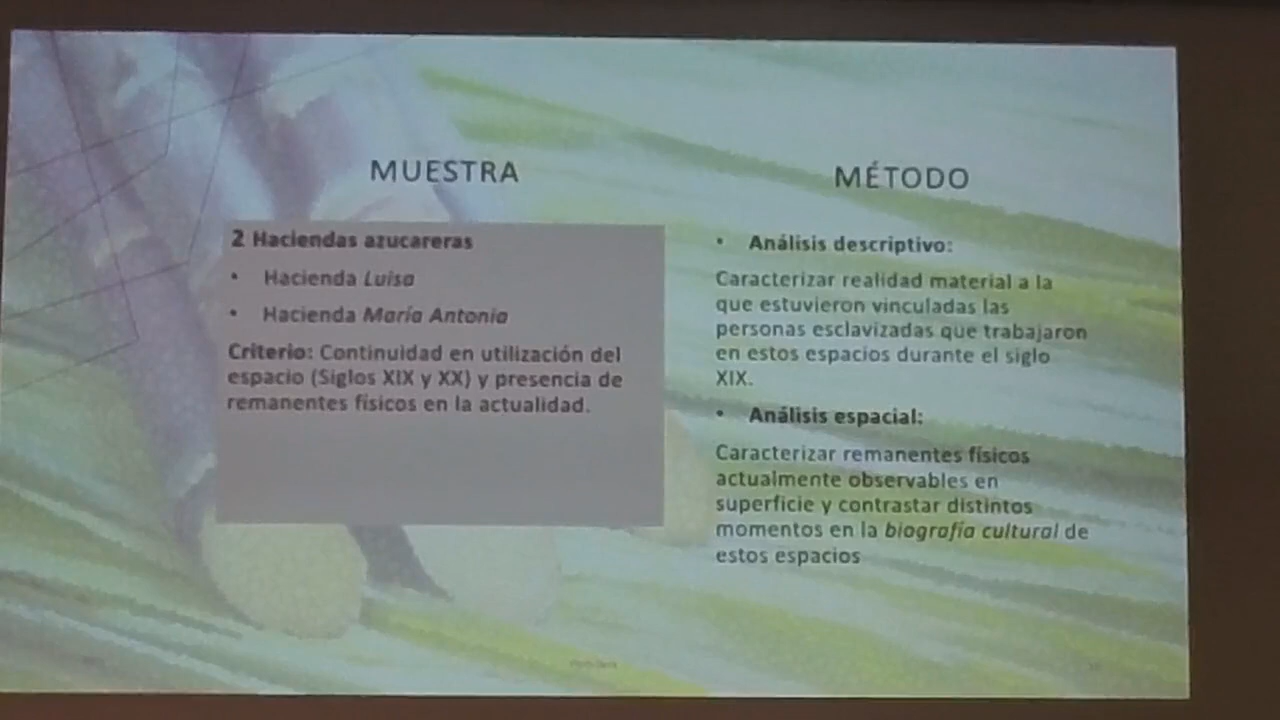 MUESTRA
2 Haciendas azucareras
• Hacienda Luisa
• Hacienda María Antonia
Criterio: Continuidad en utilización del
espacio (Siglos XIX y XX) y presencia de
remanentes físicos en la actualidad.
MÉTODO
• Análisis descriptivo:
Caracterizar realidad material a la
que estuvieron vinculadas las
personas esclavizadas que trabajaron
en estos espacios durante el siglo
XIX.
• Análisis espacial:
Caracterizar remanentes físicos
actualmente observables en
superficie y contrastar distintos
momentos en la biografía cultural de
estos espacios